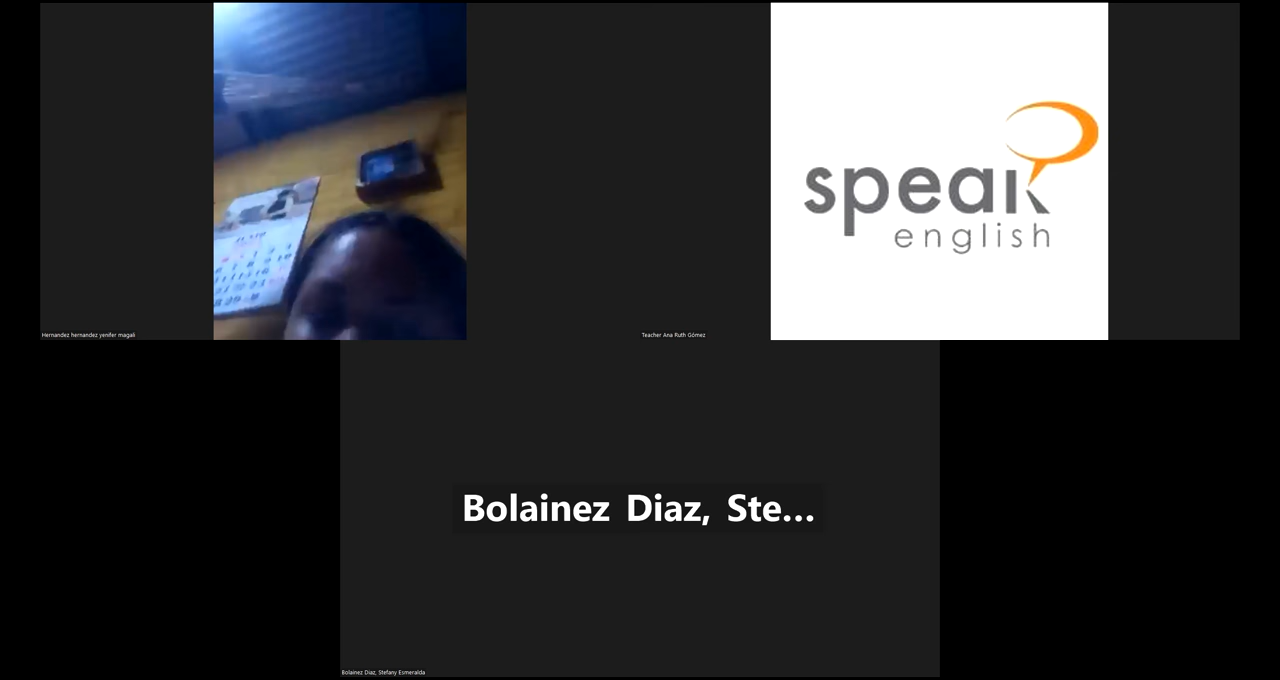 speak
english
Hernandez hernandez yenifer magali
Teacher Ana Ruth Gómez
Bolainez Diaz, Ste...
Bolainez Diaz, Stefany Esmeralda